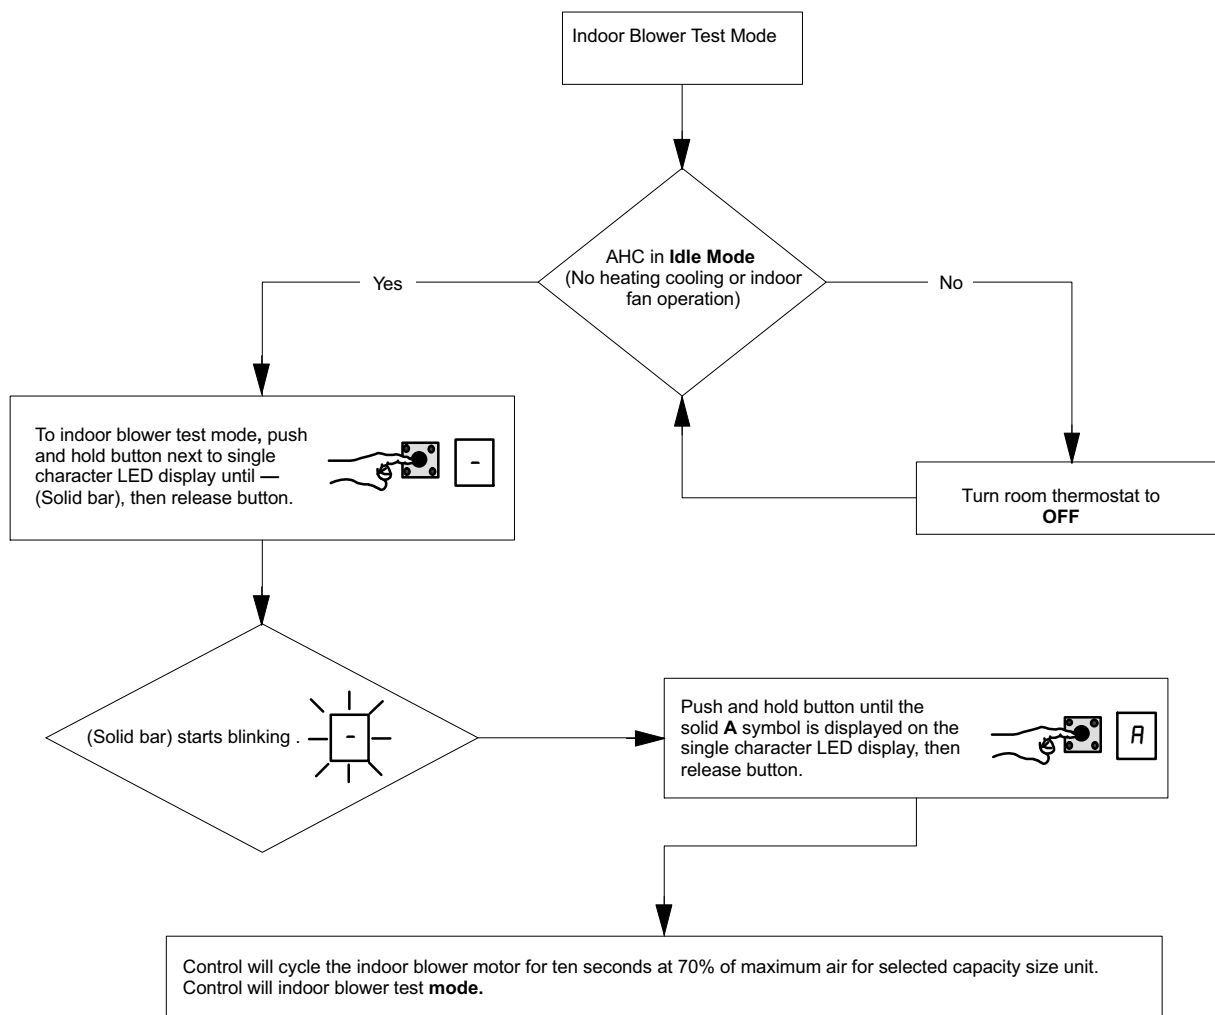 Indoor Blower Test Mode
AHC in Idle Mode
(No heating cooling or indoor
fan operation)
Yes
No
To indoor blower test mode, push
and hold button next to single
character LED display until —
(Solid bar), then release button.
-
Turn room thermostat to
OFF
(Solid bar) starts blinking .
-
Push and hold button until the
solid A symbol is displayed on the
single character LED display, then
release button.
A
Control will cycle the indoor blower motor for ten seconds at 70% of maximum air for selected capacity size unit.
Control will indoor blower test mode.